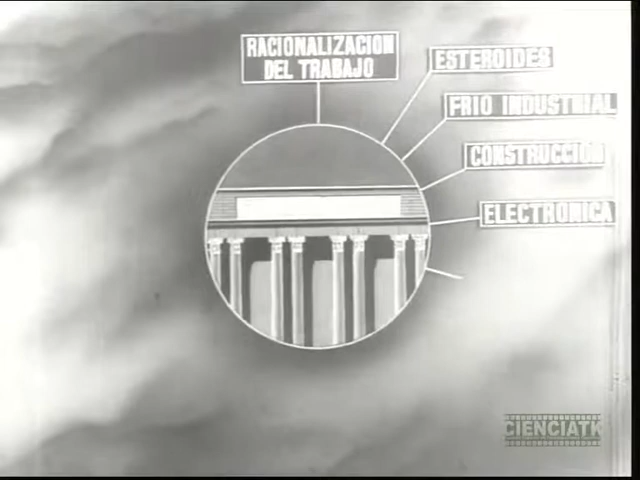 RACIONALIZACION
DEL TRABAJO
ESTEROIDES
FRIO INDUSTRIAL
CONSTRUCCION
ELECTRONICA
CIENCIATK